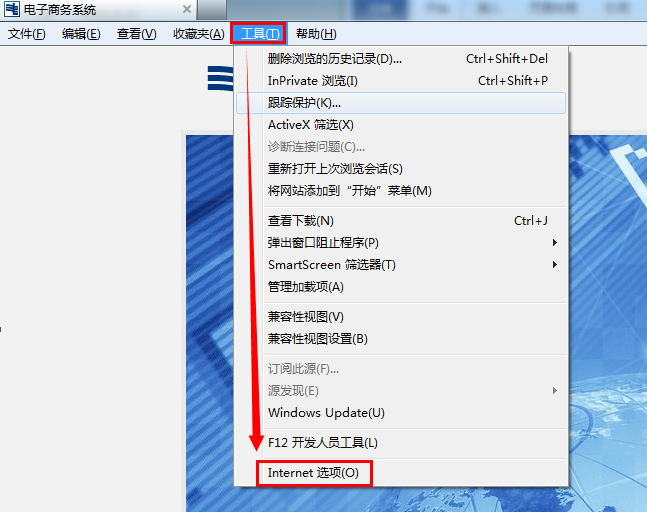 电子商务系统
文件(F) 编辑(E) 查看(V) 收藏夹(A) 工具(T) 帮助(H)
删除浏览的历史记录(D)... Ctrl+Shift+Del
InPrivate 浏览(I) Ctrl+Shift+P
跟踪保护(K)...
ActiveX 筛选(X)
诊断连接问题(C)...
重新打开上次浏览会话(S)
将网站添加到“开始”菜单(M)
查看下载(N) Ctrl+J
弹出窗口阻止程序(P)
SmartScreen 筛选器(T)
管理加载项(A)
兼容性视图(V)
兼容性视图设置(B)
订阅此源(F)...
源发现(E)
Windows Update(U)
F12 开发人员工具(L)
Internet 选项(O)